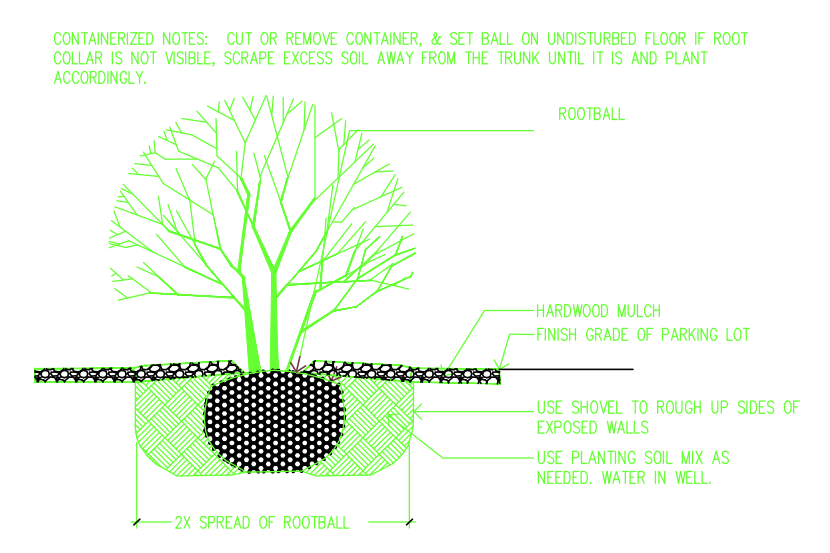 CONTAINERIZED NOTES: CUT OR REMOVE CONTAINER, & SET BALL ON UNDISTURBED FLOOR IF ROOT
COLLAR IS NOT VISIBLE, SCRAPE EXCESS SOIL AWAY FROM THE TRUNK UNTIL IT IS AND PLANT
ACCORDINGLY.
ROOTBALL
HARDWOOD MULCH
FINISH GRADE OF PARKING LOT
USE SHOVEL TO ROUGH UP SIDES OF
EXPOSED WALLS
USE PLANTING SOIL MIX AS
NEEDED. WATER IN WELL.
2X SPREAD OF ROOTBALL